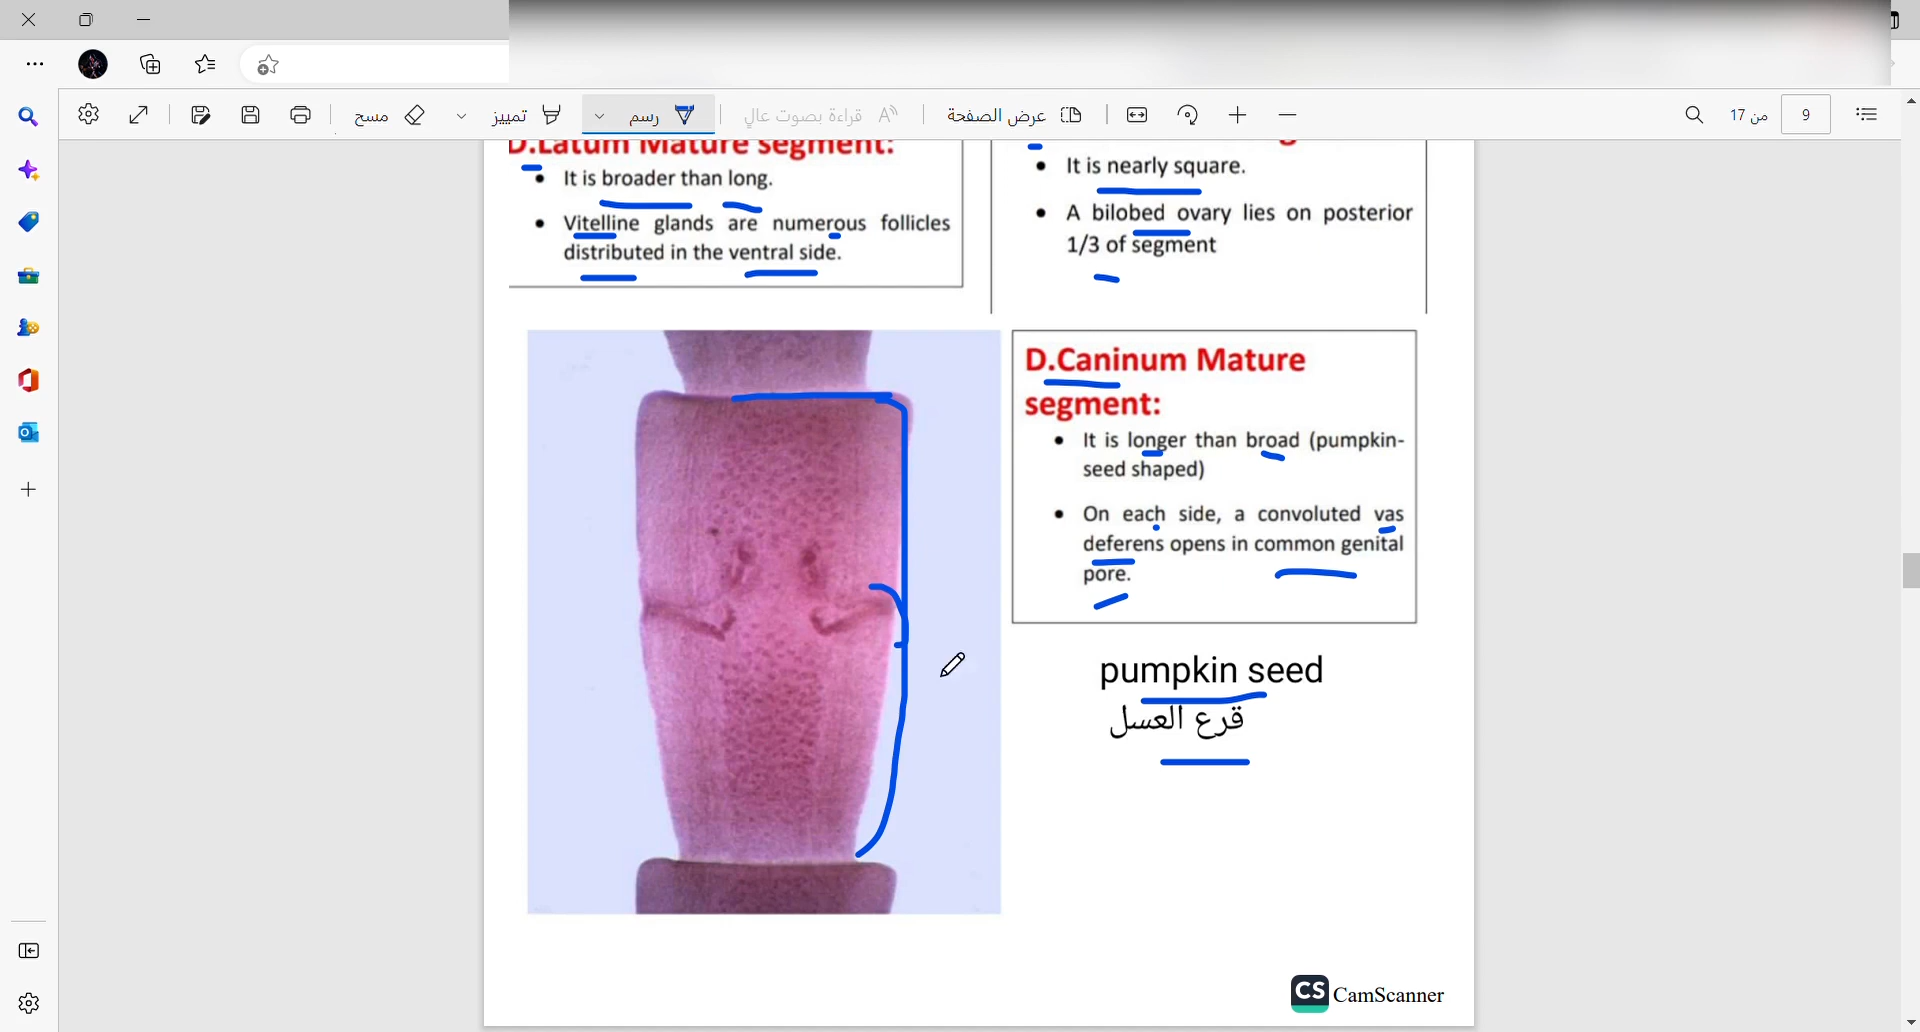 مسح
تمييز
رسم
قراءة بصوت عالٍ
عرض الصفحة
من 17
9
D.Latum Mature segment:
• It is broader than long.
• Vitelline glands are numerous follicles
distributed in the ventral side.
• It is nearly square.
• A bilobed ovary lies on posterior
1/3 of segment
D.Caninum Mature
segment:
• It is longer than broad (pumpkin-
seed shaped)
• On each side, a convoluted vas
deferens opens in common genital
pore.
pumpkin seed
قرع العسل
CS CamScanner